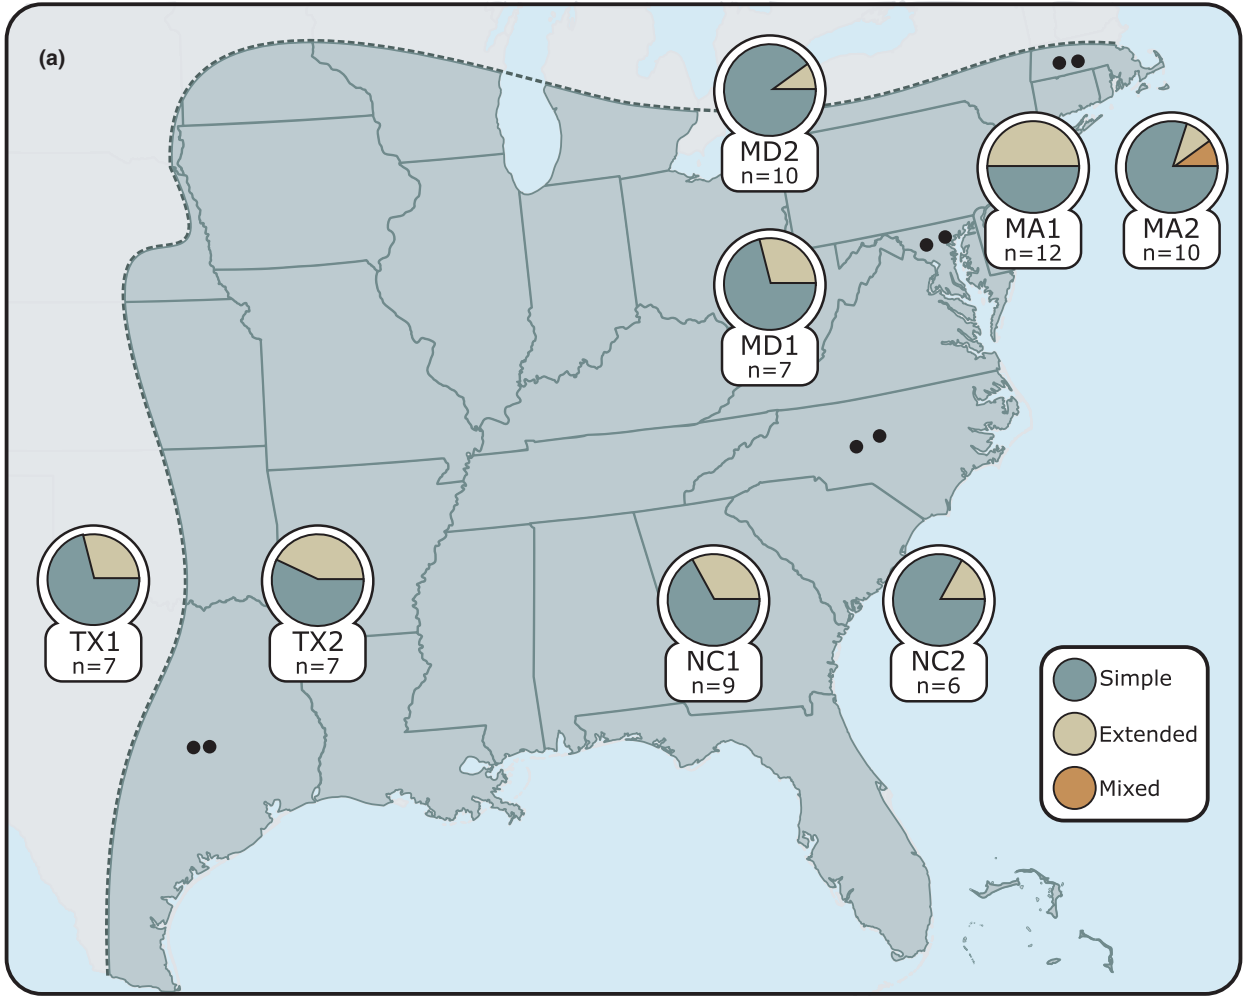 (a)
MD2
n=10
MA1
n=12
MA2
n=10
MD1
n=7
TX1
n=7
TX2
n=7
NC1
n=9
NC2
n=6
Simple
Extended
Mixed